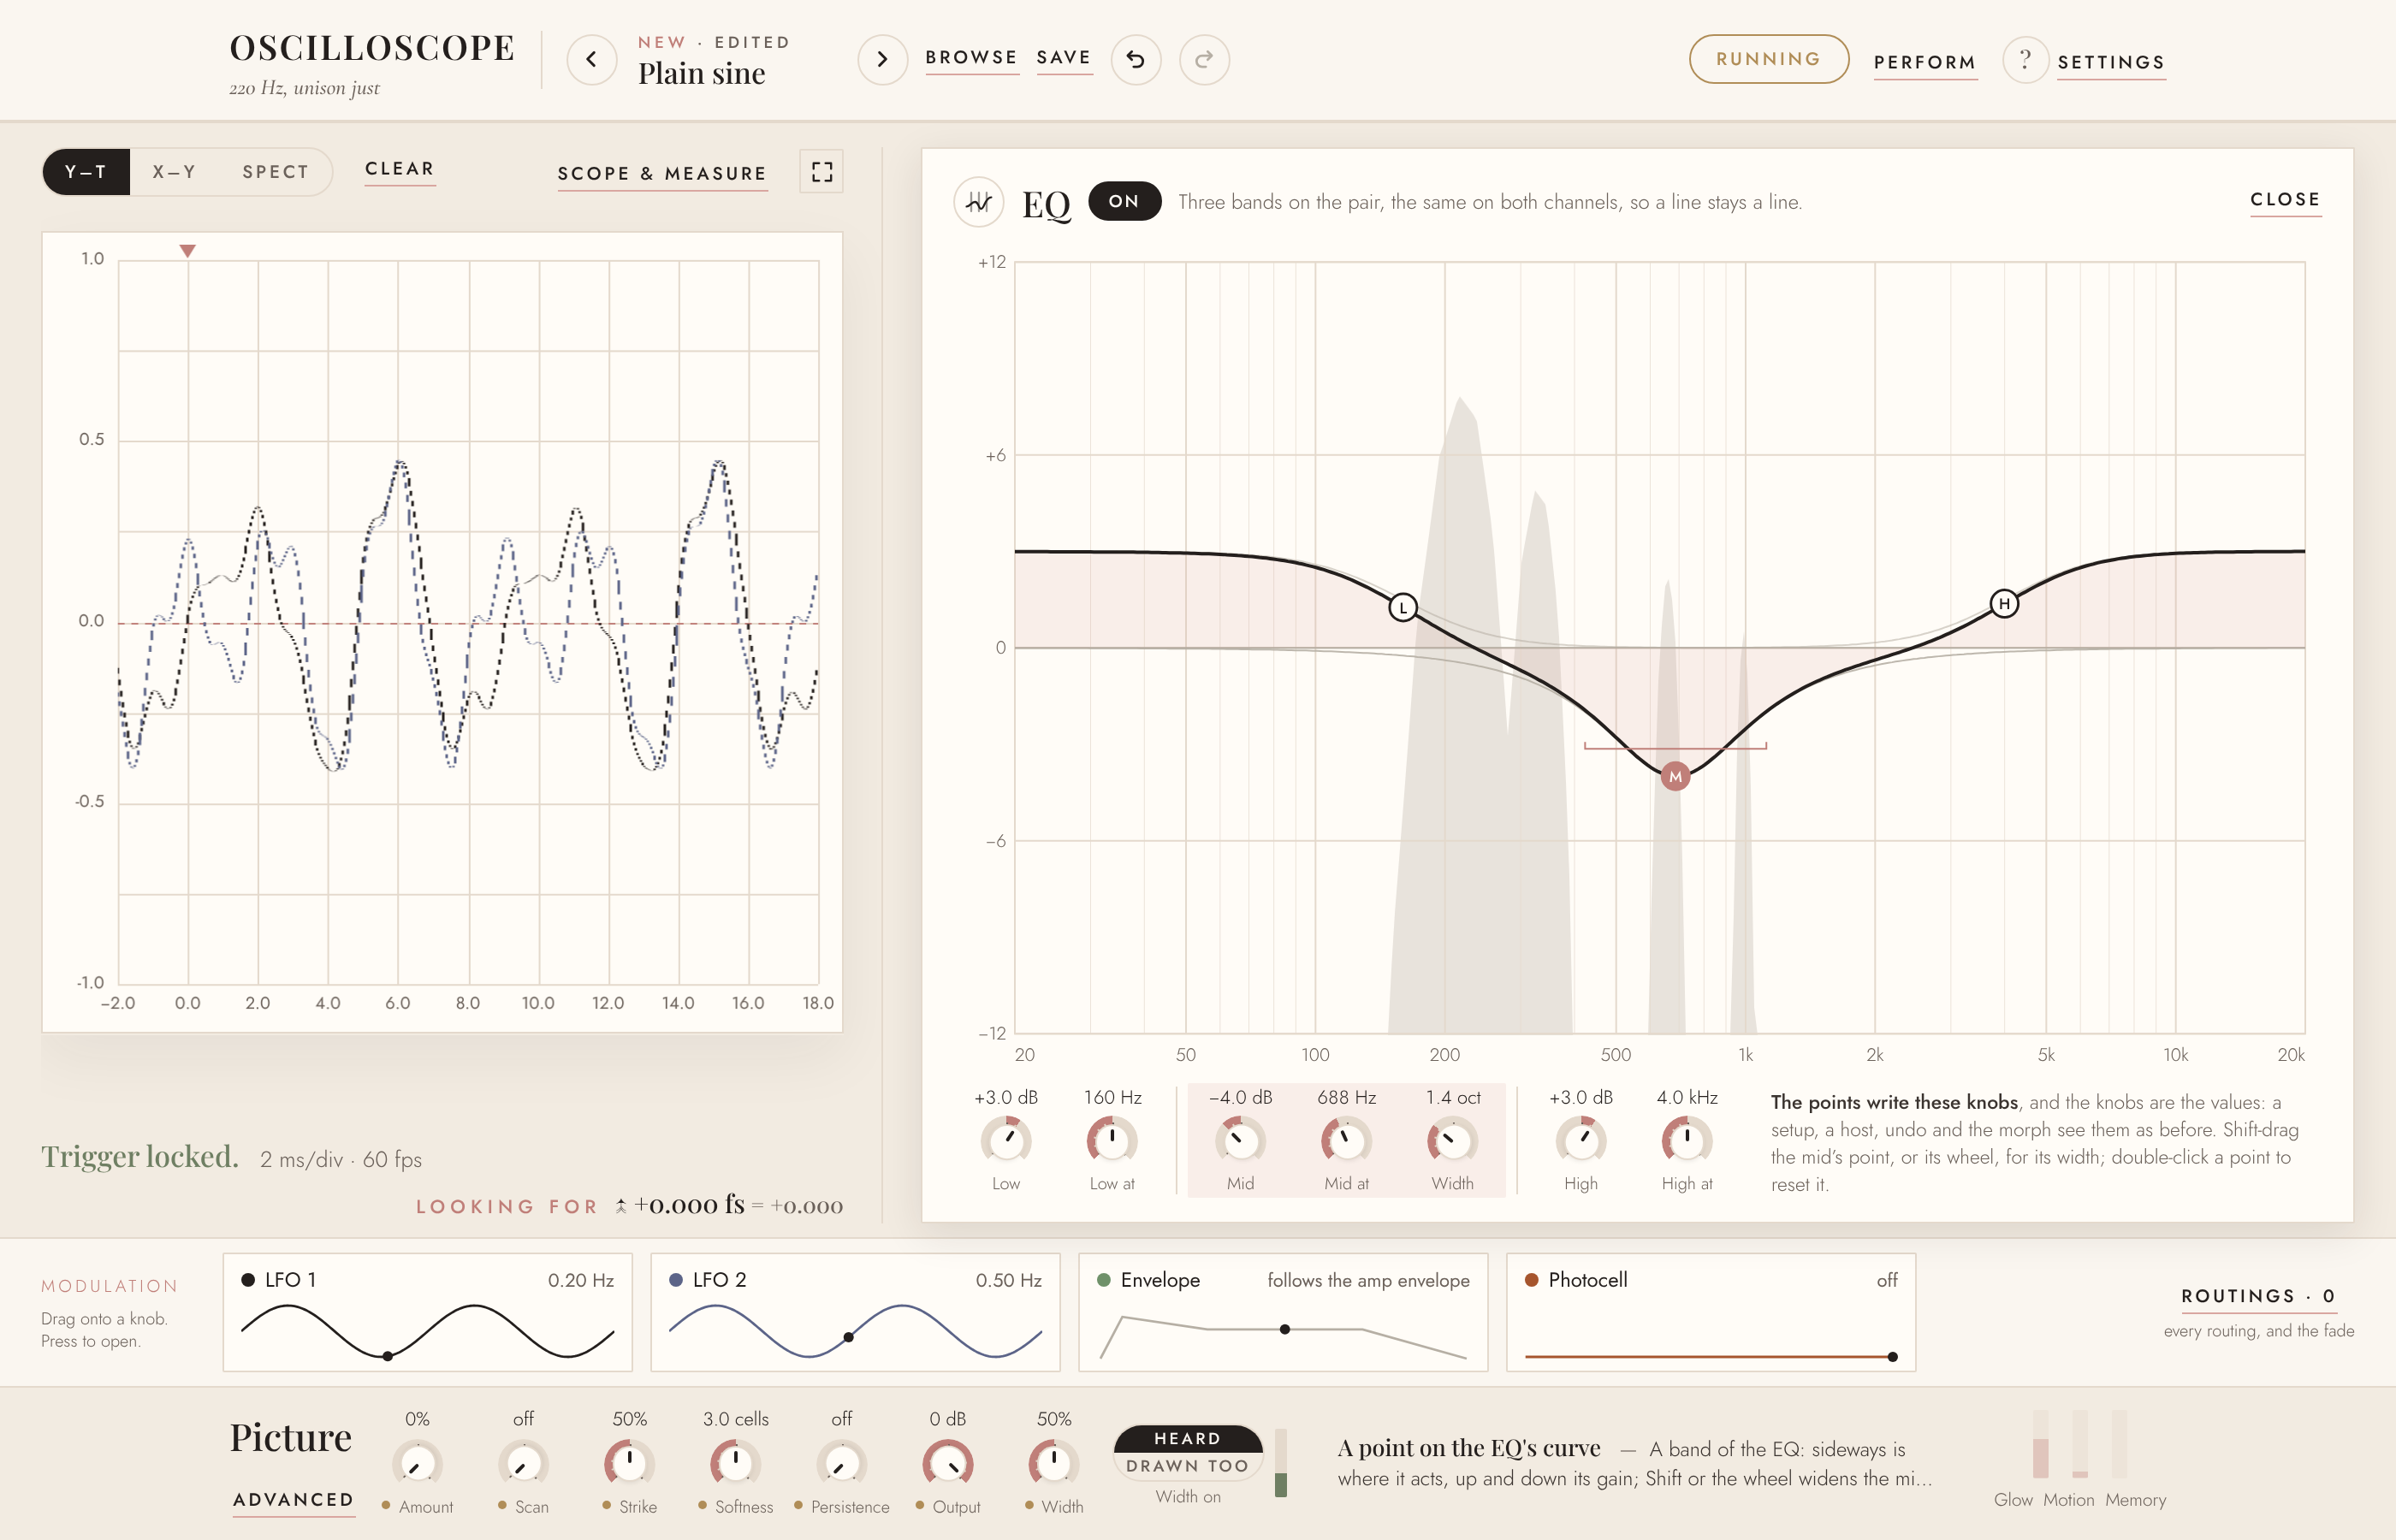 OSCILLOSCOPE
220 Hz, unison just
NEW · EDITED
Plain sine
BROWSE
SAVE
RUNNING
PERFORM
?
SETTINGS
Y–T
X–Y
SPECT
CLEAR
SCOPE & MEASURE
1.0
0.5
0.0
-0.5
-1.0
−2.0 0.0 2.0 4.0 6.0 8.0 10.0 12.0 14.0 16.0 18.0
Trigger locked. 2 ms/div · 60 fps
LOOKING FOR +0.000 fs = +0.000
EQ
ON
Three bands on the pair, the same on both channels, so a line stays a line.
CLOSE
+12
+6
0
−6
−12
L
M
H
20 50 100 200 500 1k 2k 5k 10k 20k
+3.0 dB 160 Hz −4.0 dB 688 Hz 1.4 oct +3.0 dB 4.0 kHz
Low Low at Mid Mid at Width High High at
The points write these knobs, and the knobs are the values: a
setup, a host, undo and the morph see them as before. Shift-drag
the mid’s point, or its wheel, for its width; double-click a point to
reset it.
MODULATION
Drag onto a knob.
Press to open.
LFO 1 0.20 Hz
LFO 2 0.50 Hz
Envelope follows the amp envelope
Photocell off
ROUTINGS · 0
every routing, and the fade
Picture
ADVANCED
0% off 50% 3.0 cells off 0 dB 50%
Amount Scan Strike Softness Persistence Output Width
HEARD
DRAWN TOO
Width on
A point on the EQ's curve — A band of the EQ: sideways is
where it acts, up and down its gain; Shift or the wheel widens the mi…
Glow Motion Memory